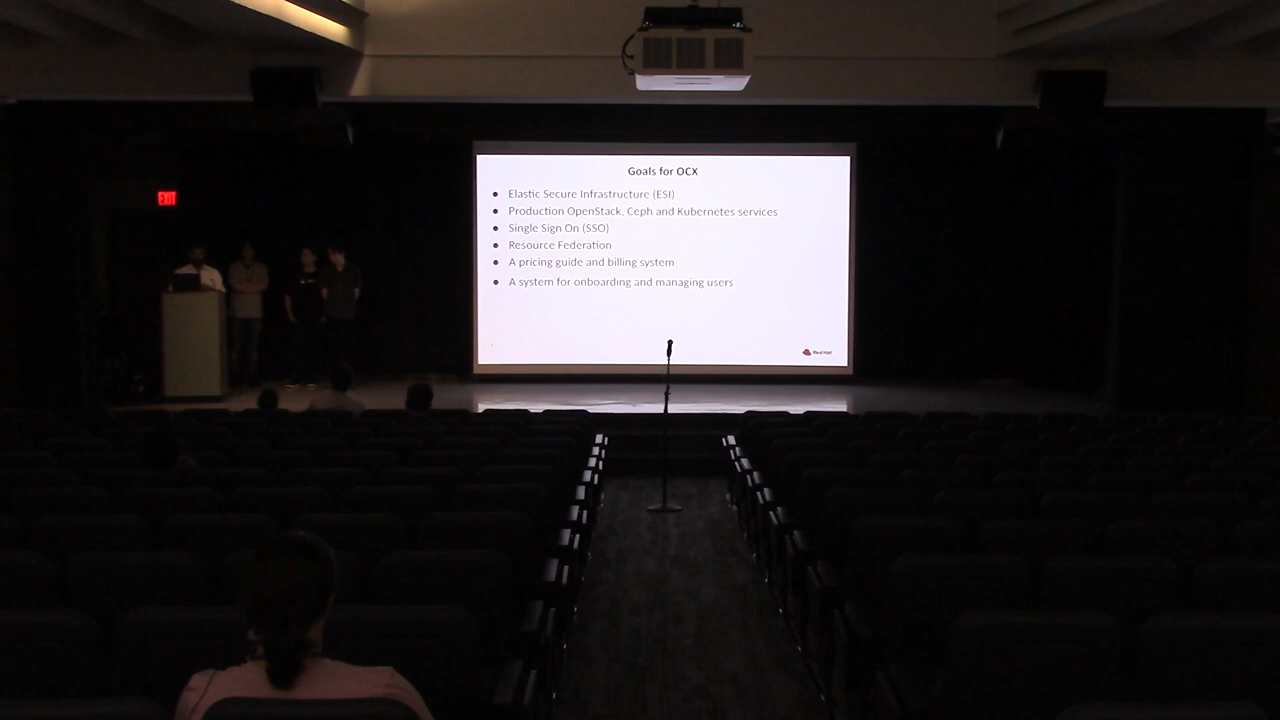 EXIT
Goals for OCX
● Elastic Secure Infrastructure (ESI)
● Production OpenStack, Ceph and Kubernetes services
● Single Sign On (SSO)
● Resource Federation
● A pricing guide and billing system
● A system for onboarding and managing users
Red Hat